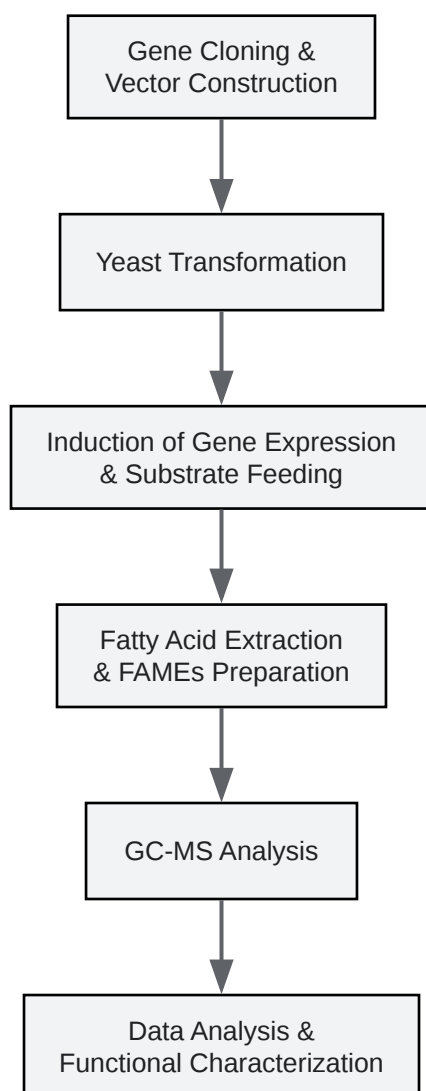 Gene Cloning &
Vector Construction
Yeast Transformation
Induction of Gene Expression
& Substrate Feeding
Fatty Acid Extraction
& FAMEs Preparation
GC-MS Analysis
Data Analysis &
Functional Characterization